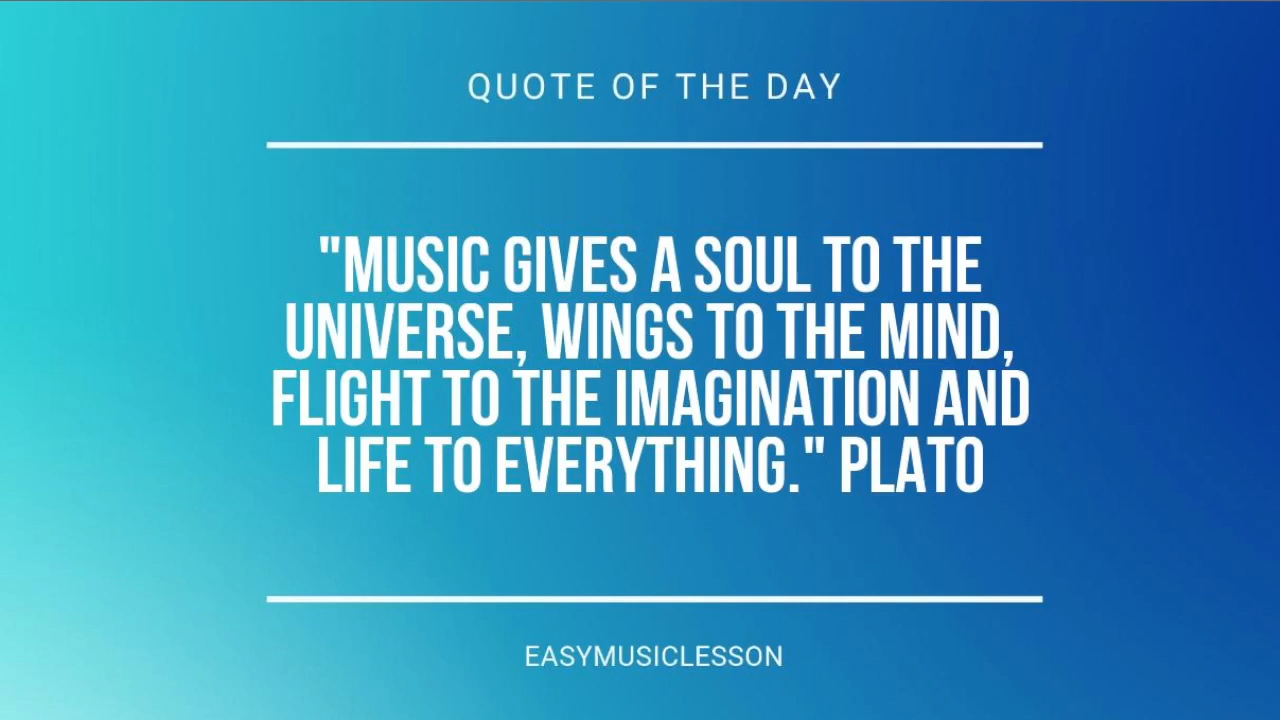 QUOTE OF THE DAY
"MUSIC GIVES A SOUL TO THE
UNIVERSE, WINGS TO THE MIND,
FLIGHT TO THE IMAGINATION AND
LIFE TO EVERYTHING." PLATO
EASYMUSICLESSON